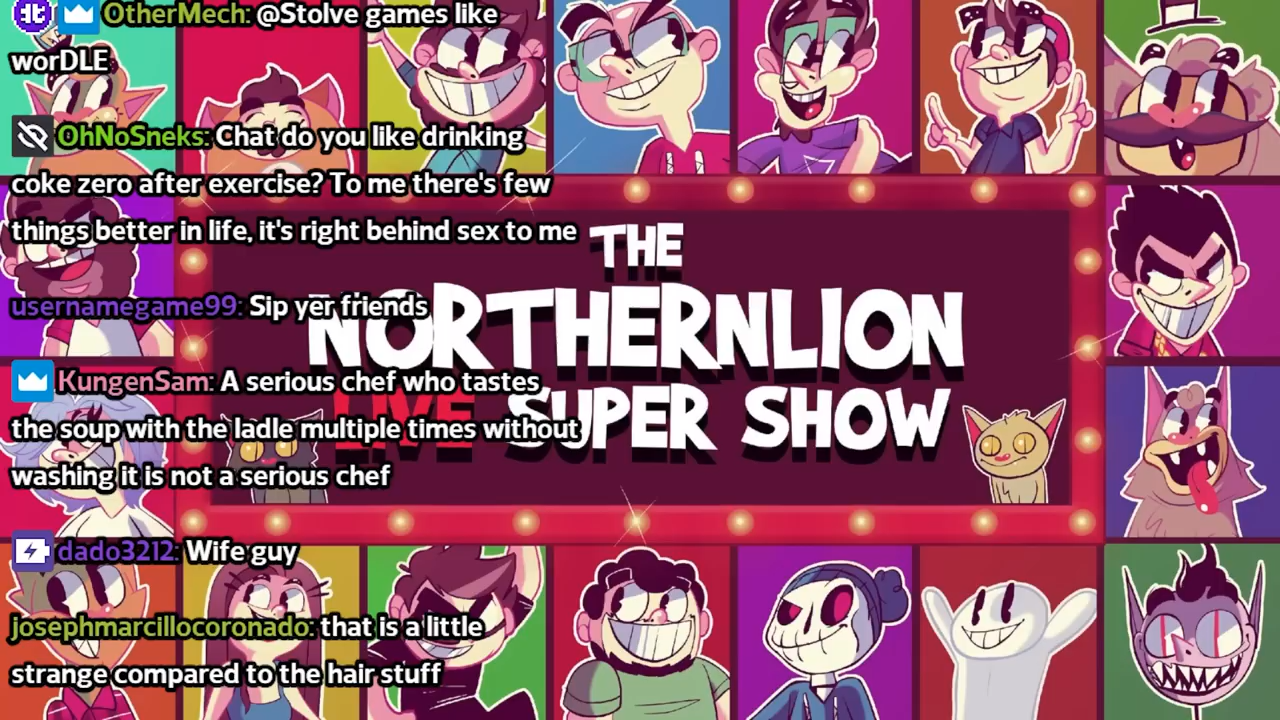 OtherMech: @Stolve games like
worDLE
OhNoSneks: Chat do you like drinking
coke zero after exercise? To me there's few
things better in life, it's right behind sex to me
usernamegame99: Sip yer friends
KungenSam: A serious chef who tastes
the soup with the ladle multiple times without
washing it is not a serious chef
dado3212: Wife guy
josephmarcillocoronado: that is a little
strange compared to the hair stuff
THE
NORTHERNLION
LIVE SUPER SHOW